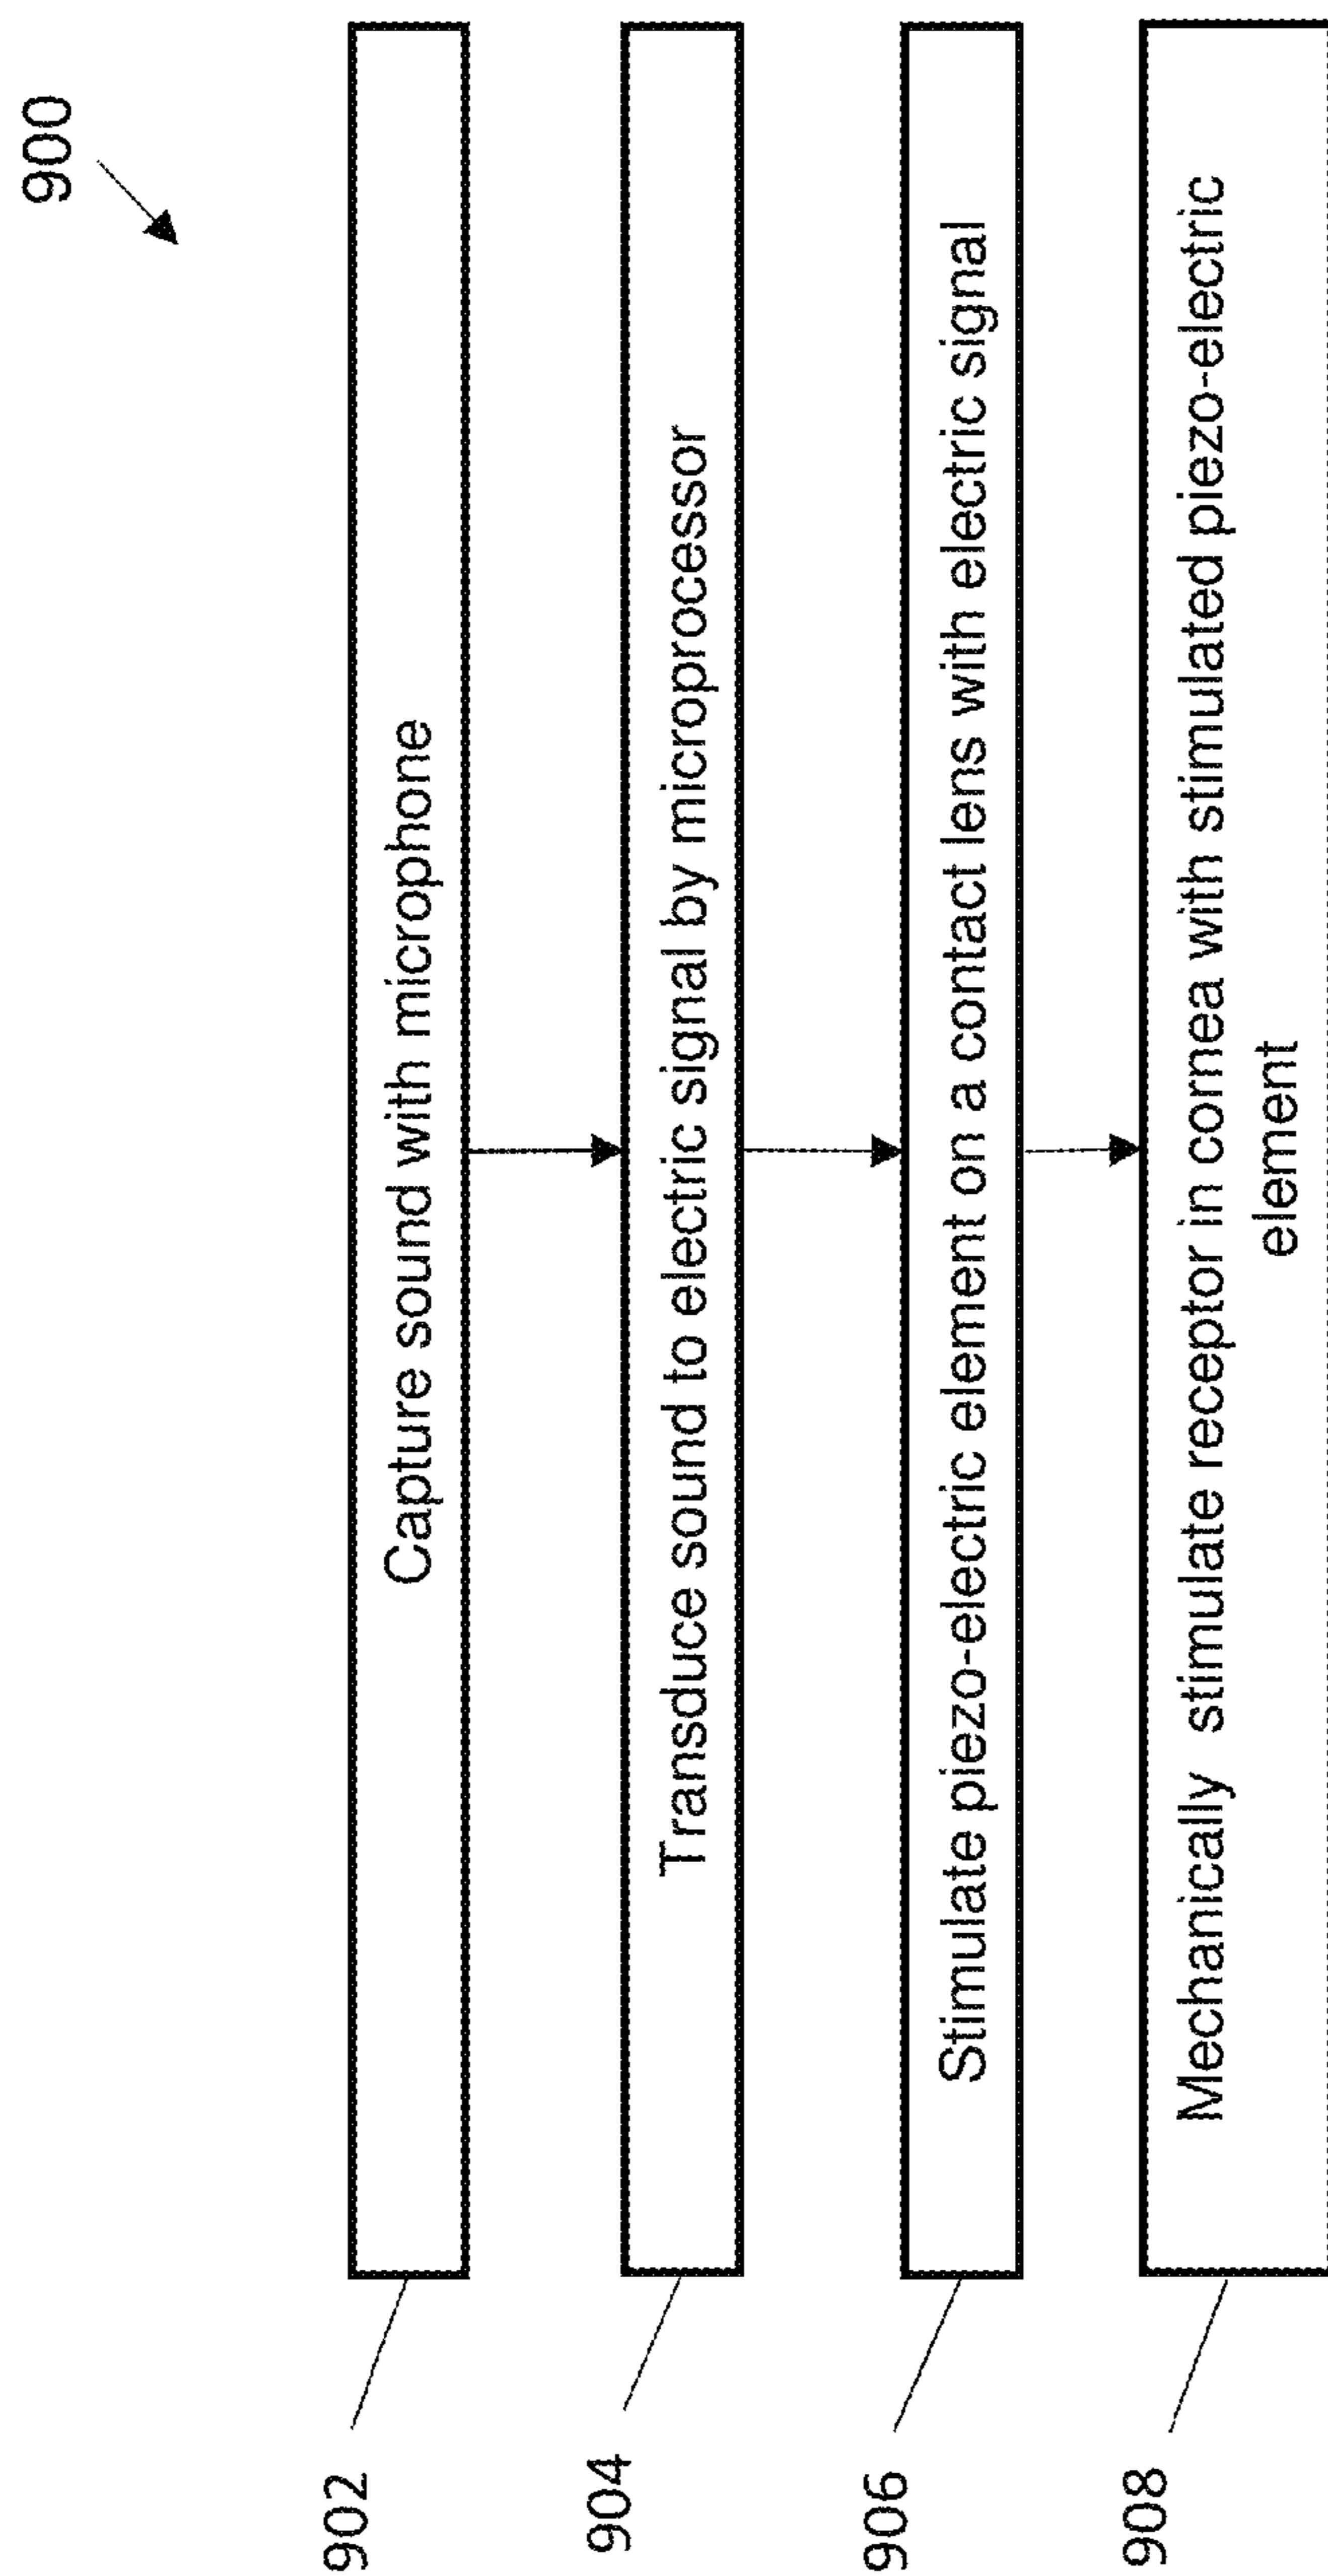 900
902
Capture sound with microphone
904
Transduce sound to electric signal by microprocessor
906
Stimulate piezo-electric element on a contact lens with electric signal
908
Mechanically stimulate receptor in cornea with stimulated piezo-electric
element